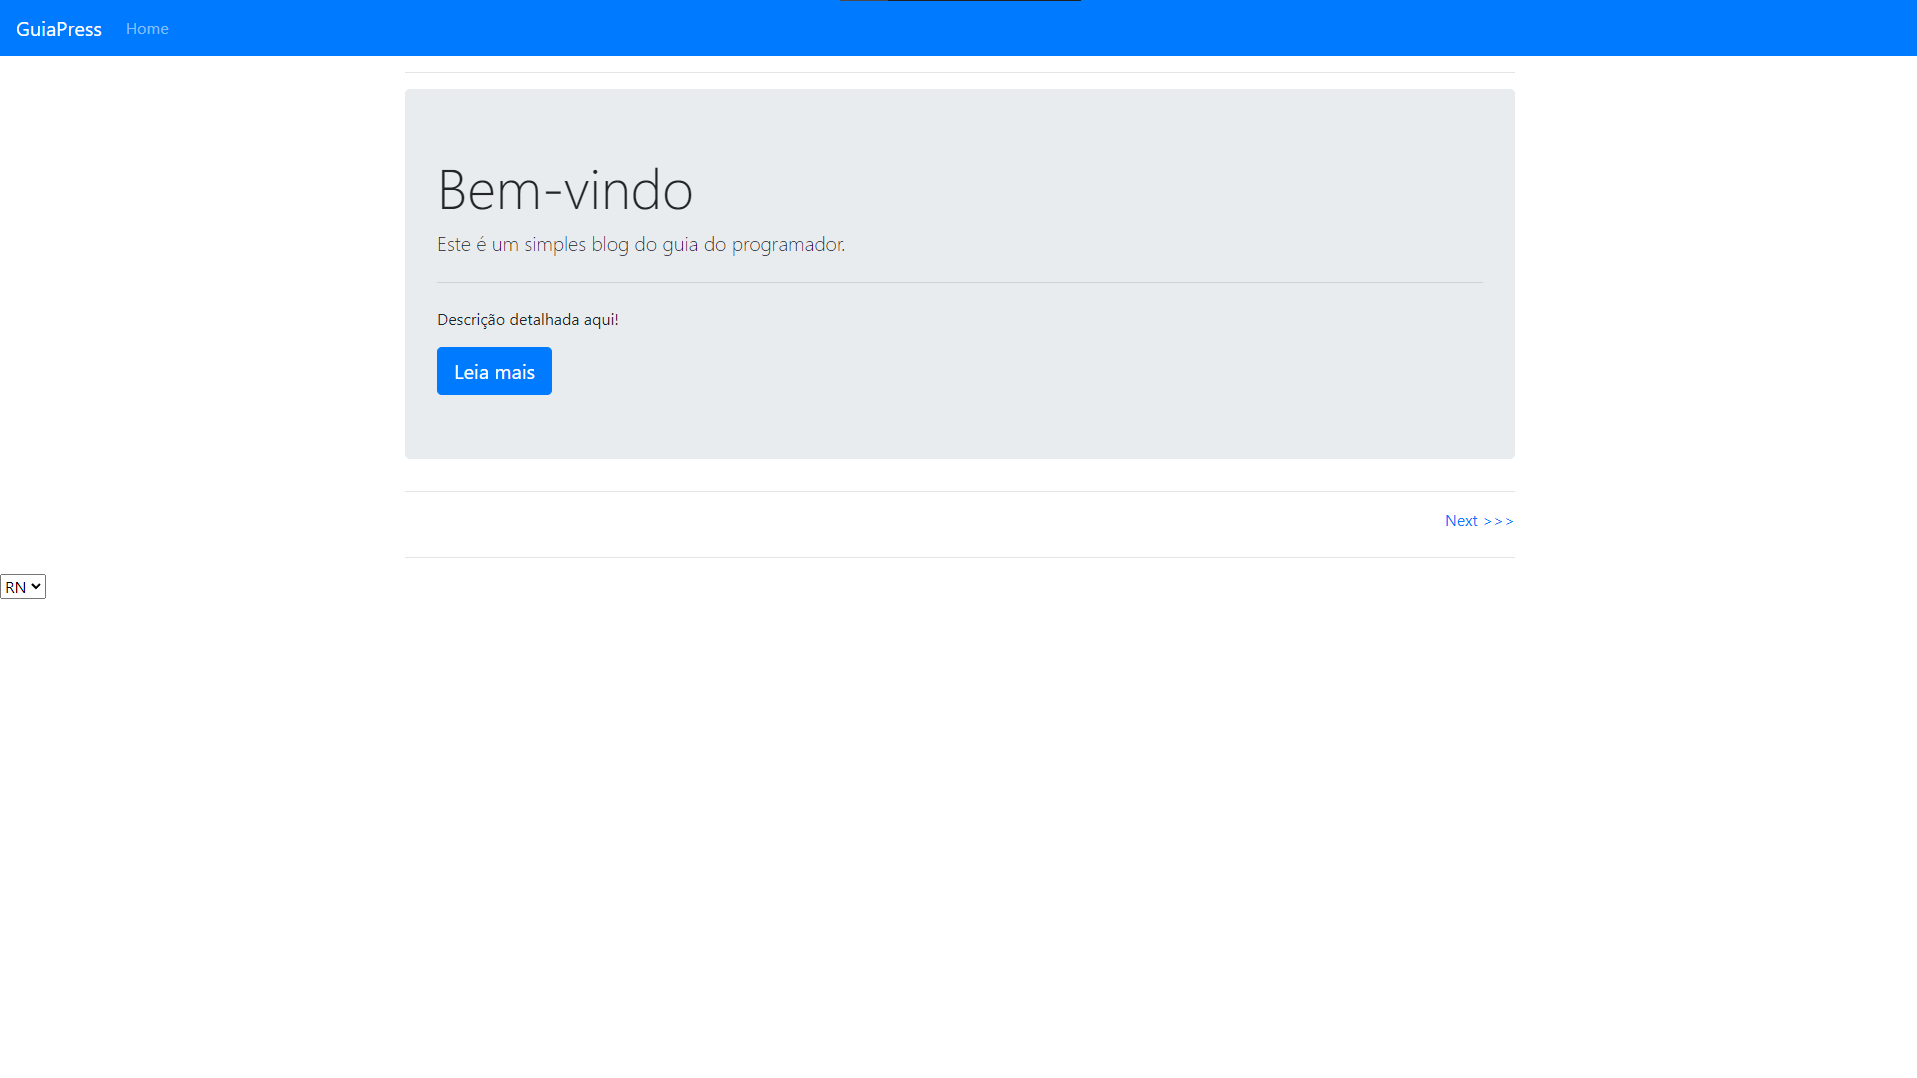 GuiaPress Home
Bem-vindo
Este é um simples blog do guia do programador.
Descrição detalhada aqui!
Leia mais
Next >>>
RN